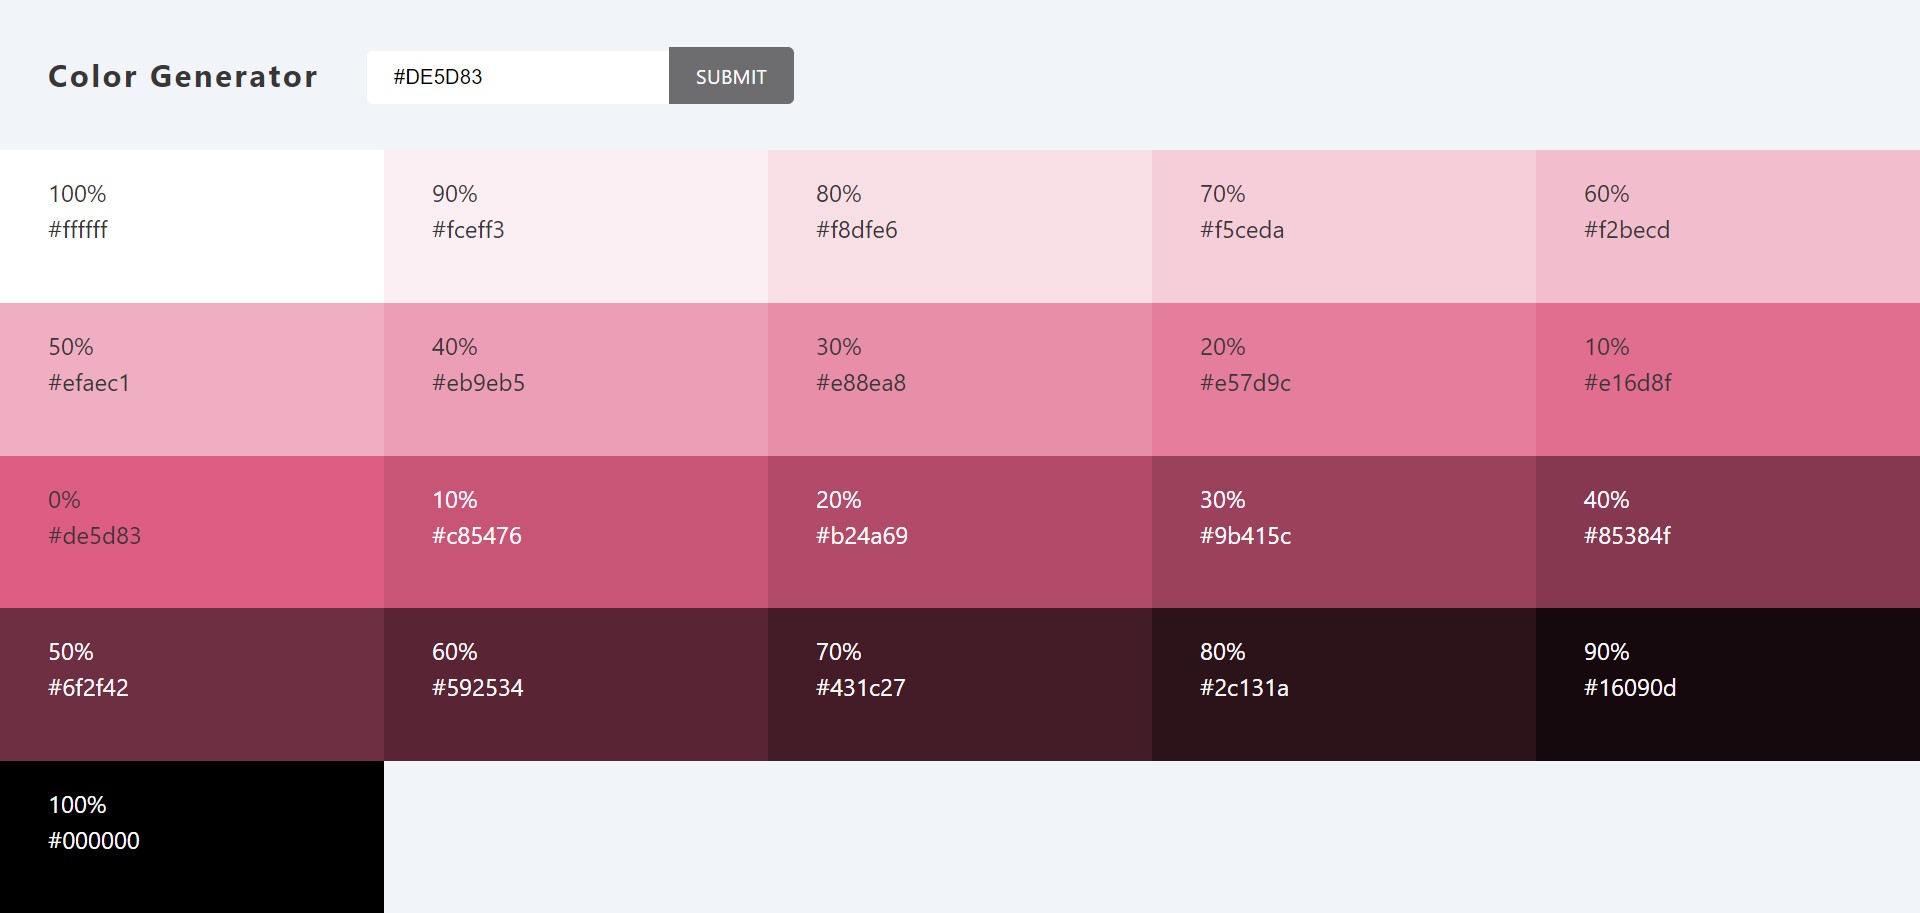 Color Generator
#DE5D83
SUBMIT
100%
#ffffff
90%
#fceff3
80%
#f8dfe6
70%
#f5ceda
60%
#f2becd
50%
#efaec1
40%
#eb9eb5
30%
#e88ea8
20%
#e57d9c
10%
#e16d8f
0%
#de5d83
10%
#c85476
20%
#b24a69
30%
#9b415c
40%
#85384f
50%
#6f2f42
60%
#592534
70%
#431c27
80%
#2c131a
90%
#16090d
100%
#000000